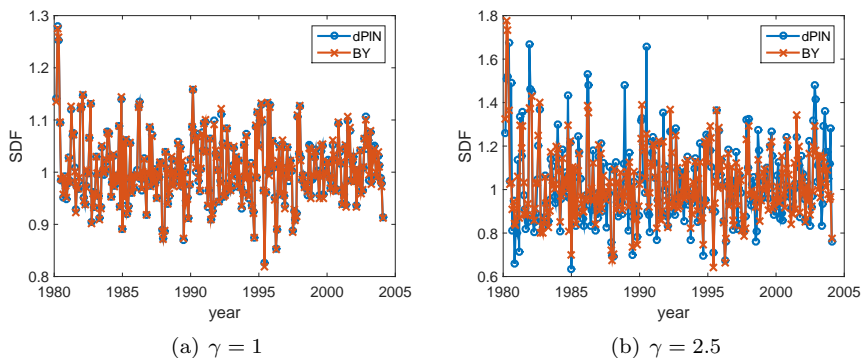 1.3
1.2
1.1
1
0.9
0.8
SDF
dPIN
BY
1980
1985
1990
1995
2000
2005
year
(a) γ = 1
1.8
1.6
1.4
1.2
1
0.8
0.6
SDF
dPIN
BY
1980
1985
1990
1995
2000
2005
year
(b) γ = 2.5